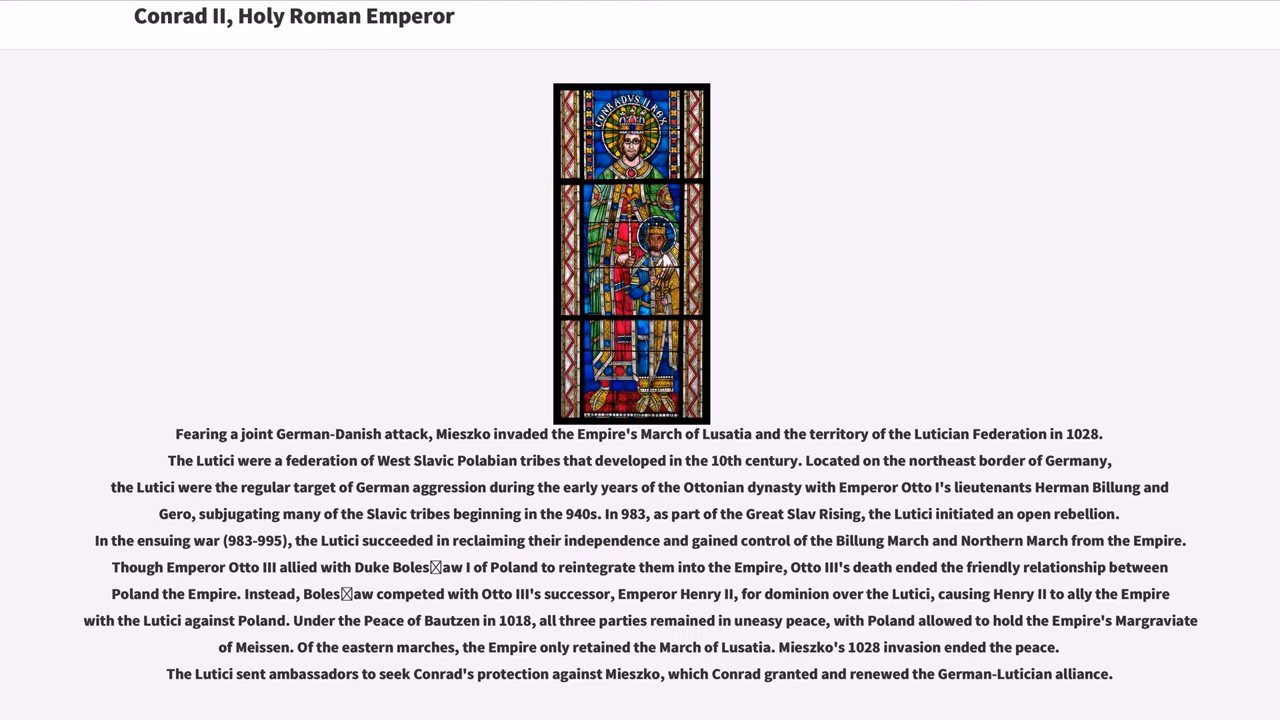 Conrad II, Holy Roman Emperor
CONRADVS II REX
Fearing a joint German-Danish attack, Mieszko invaded the Empire's March of Lusatia and the territory of the Lutician Federation in 1028.
The Lutici were a federation of West Slavic Polabian tribes that developed in the 10th century. Located on the northeast border of Germany,
the Lutici were the regular target of German aggression during the early years of the Ottonian dynasty with Emperor Otto I's lieutenants Herman Billung and
Gero, subjugating many of the Slavic tribes beginning in the 940s. In 983, as part of the Great Slav Rising, the Lutici initiated an open rebellion.
In the ensuing war (983-995), the Lutici succeeded in reclaiming their independence and gained control of the Billung March and Northern March from the Empire.
Though Emperor Otto III allied with Duke Boles􏿮aw I of Poland to reintegrate them into the Empire, Otto III's death ended the friendly relationship between
Poland the Empire. Instead, Boles􏿮aw competed with Otto III's successor, Emperor Henry II, for dominion over the Lutici, causing Henry II to ally the Empire
with the Lutici against Poland. Under the Peace of Bautzen in 1018, all three parties remained in uneasy peace, with Poland allowed to hold the Empire's Margraviate
of Meissen. Of the eastern marches, the Empire only retained the March of Lusatia. Mieszko's 1028 invasion ended the peace.
The Lutici sent ambassadors to seek Conrad's protection against Mieszko, which Conrad granted and renewed the German-Lutician alliance.